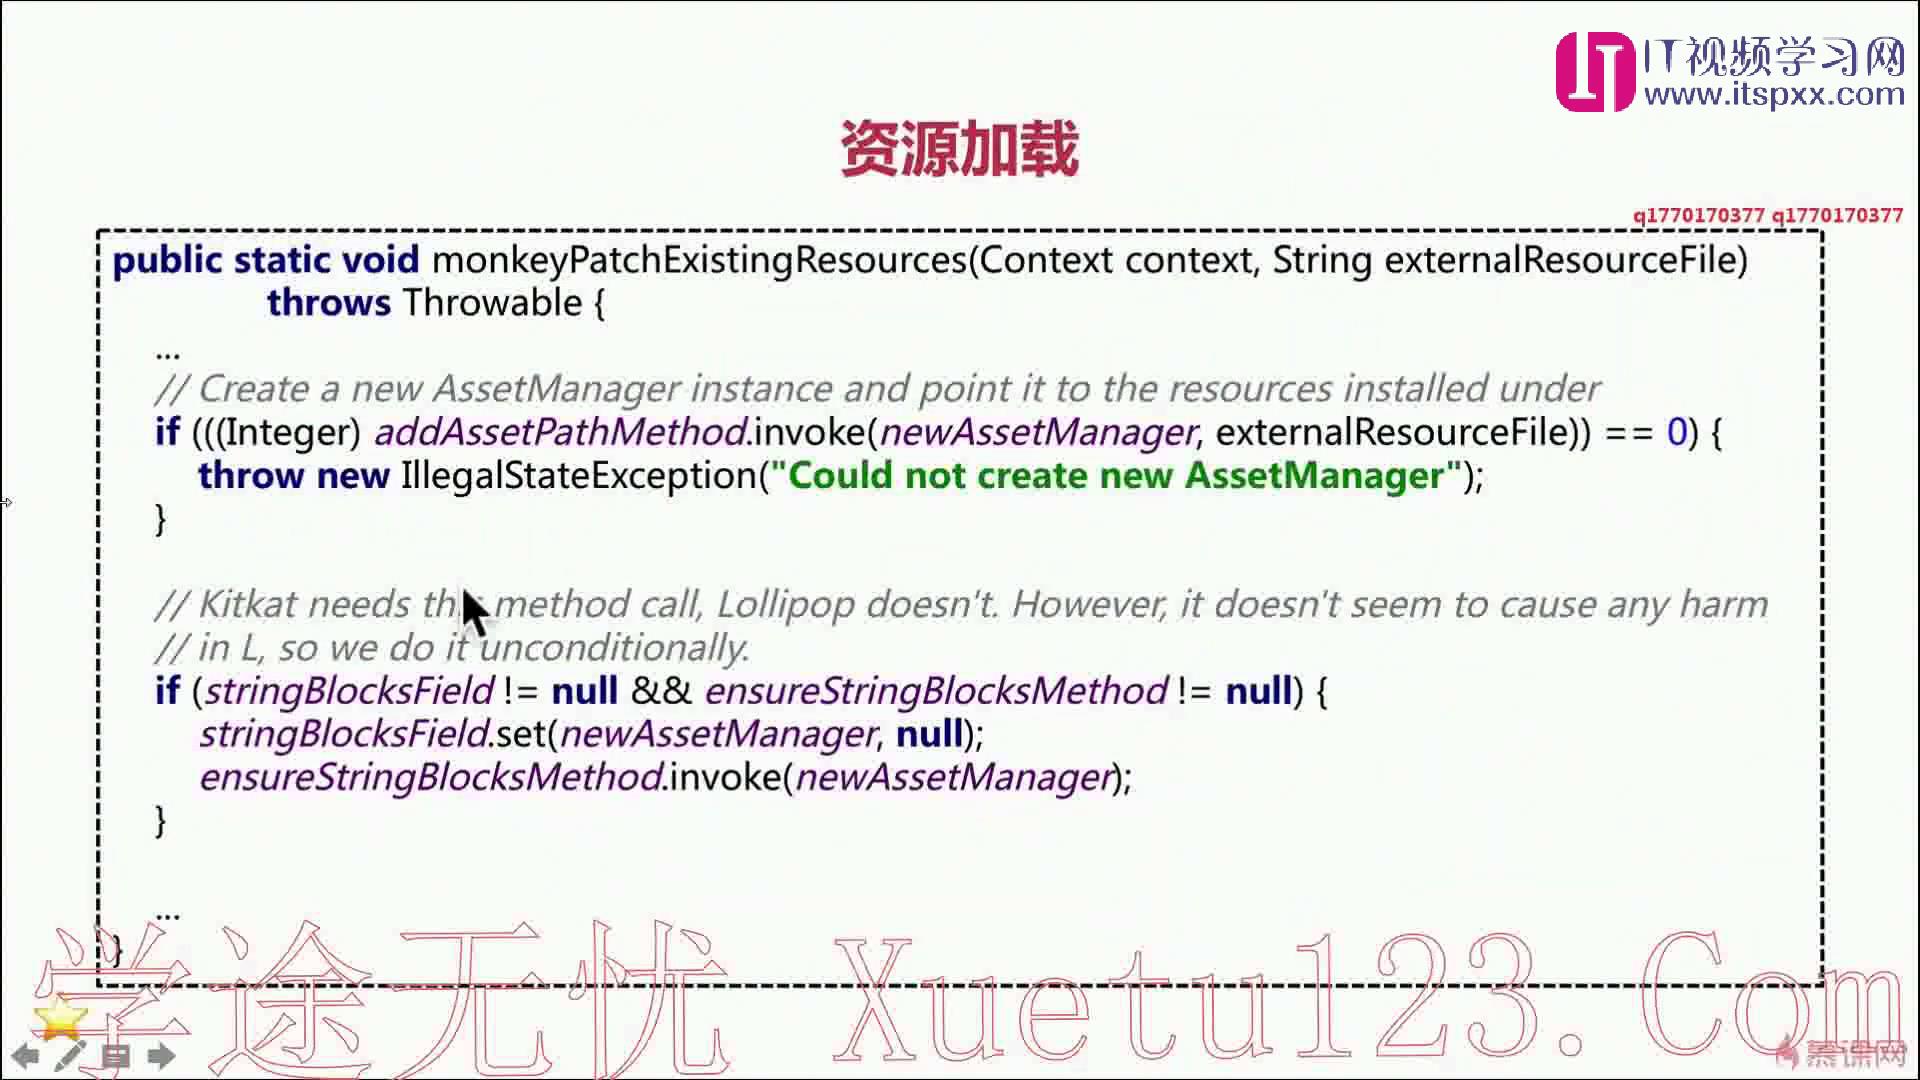 IT视频学习网
www.itspxx.com
资源加载
q1770170377 q1770170377
public static void monkeyPatchExistingResources(Context context, String externalResourceFile)
throws Throwable {
...
// Create a new AssetManager instance and point it to the resources installed under
if (((Integer) addAssetPathMethod.invoke(newAssetManager, externalResourceFile)) == 0) {
throw new IllegalStateException("Could not create new AssetManager");
}
// Kitkat needs this method call, Lollipop doesn't. However, it doesn't seem to cause any harm
// in L, so we do it unconditionally.
if (stringBlocksField != null && ensureStringBlocksMethod != null) {
stringBlocksField.set(newAssetManager, null);
ensureStringBlocksMethod.invoke(newAssetManager);
}
...
}
学途无忧 Xuetu123.Com
慕课网